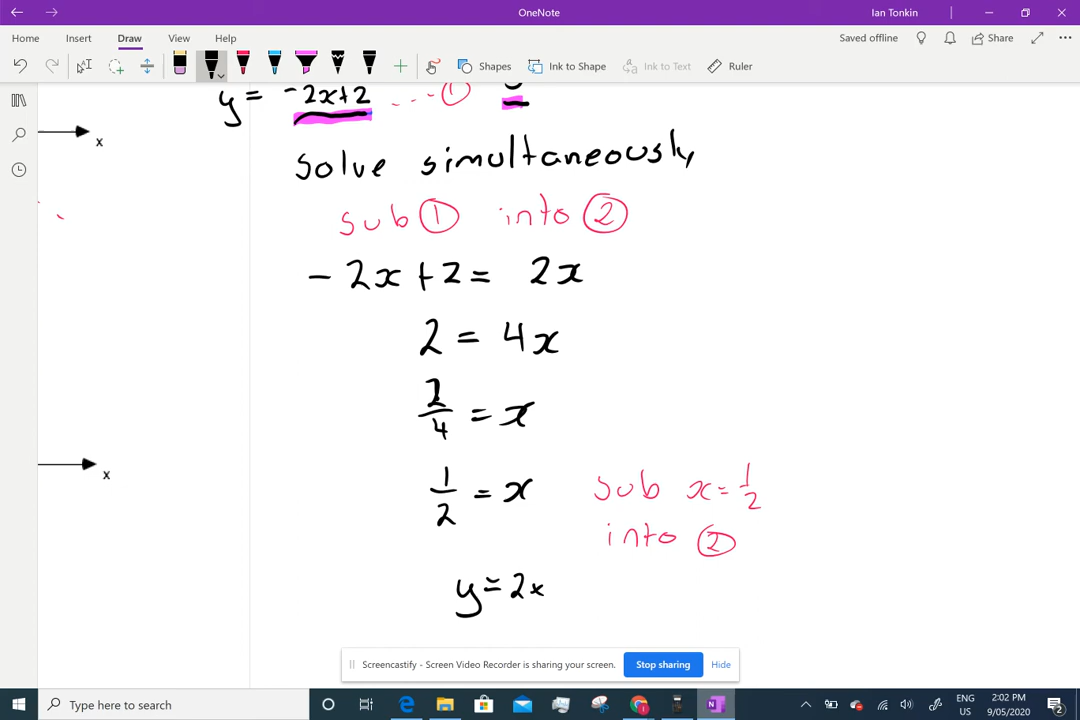 OneNote
Ian Tonkin
Home Insert Draw View Help
Saved offline Share
Shapes Ink to Shape Ink to Text Ruler
y = -2x+2 ....①
x
Solve simultaneously
sub ① into ②
-2x+2 = 2x
2 = 4x
2/4 = x
1/2 = x
sub x = 1/2
into ②
x
y = 2x
Screencastify - Screen Video Recorder is sharing your screen. Stop sharing Hide
Type here to search
ENG
US
2:02 PM
9/05/2020
2